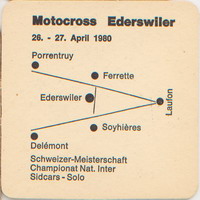 Motocross Ederswiler
26. - 27. April 1980
Porrentruy
Ferrette
Ederswiler
Laufon
Soyhières
Delémont
Schweizer-Meisterschaft
Championat Nat. Inter
Sidcars - Solo